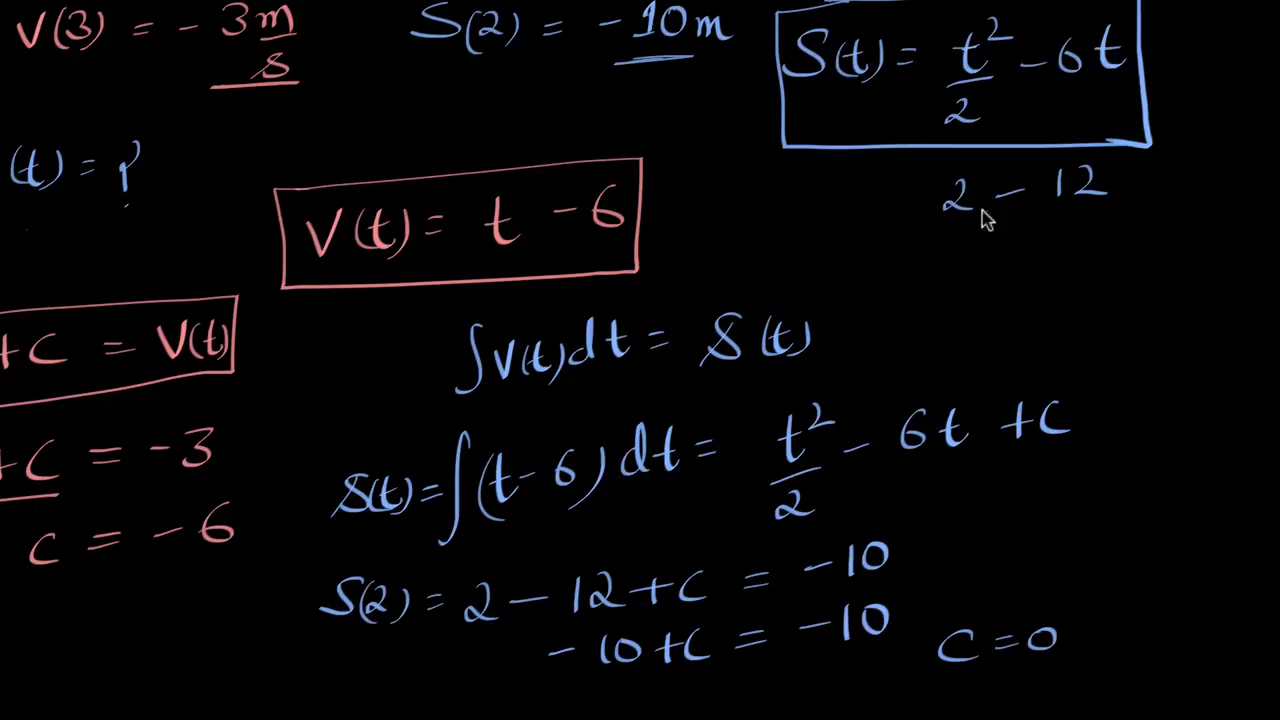 V(3) = -3 m/s
S(2) = -10m
S(t) = t²/2 - 6t
(t) = ?
2 - 12
V(t) = t - 6
+C = V(t)
∫V(t)dt = S(t)
+C = -3
S(t) = ∫(t-6)dt = t²/2 - 6t + C
C = -6
S(2) = 2 - 12 + C = -10
-10 + C = -10
C = 0